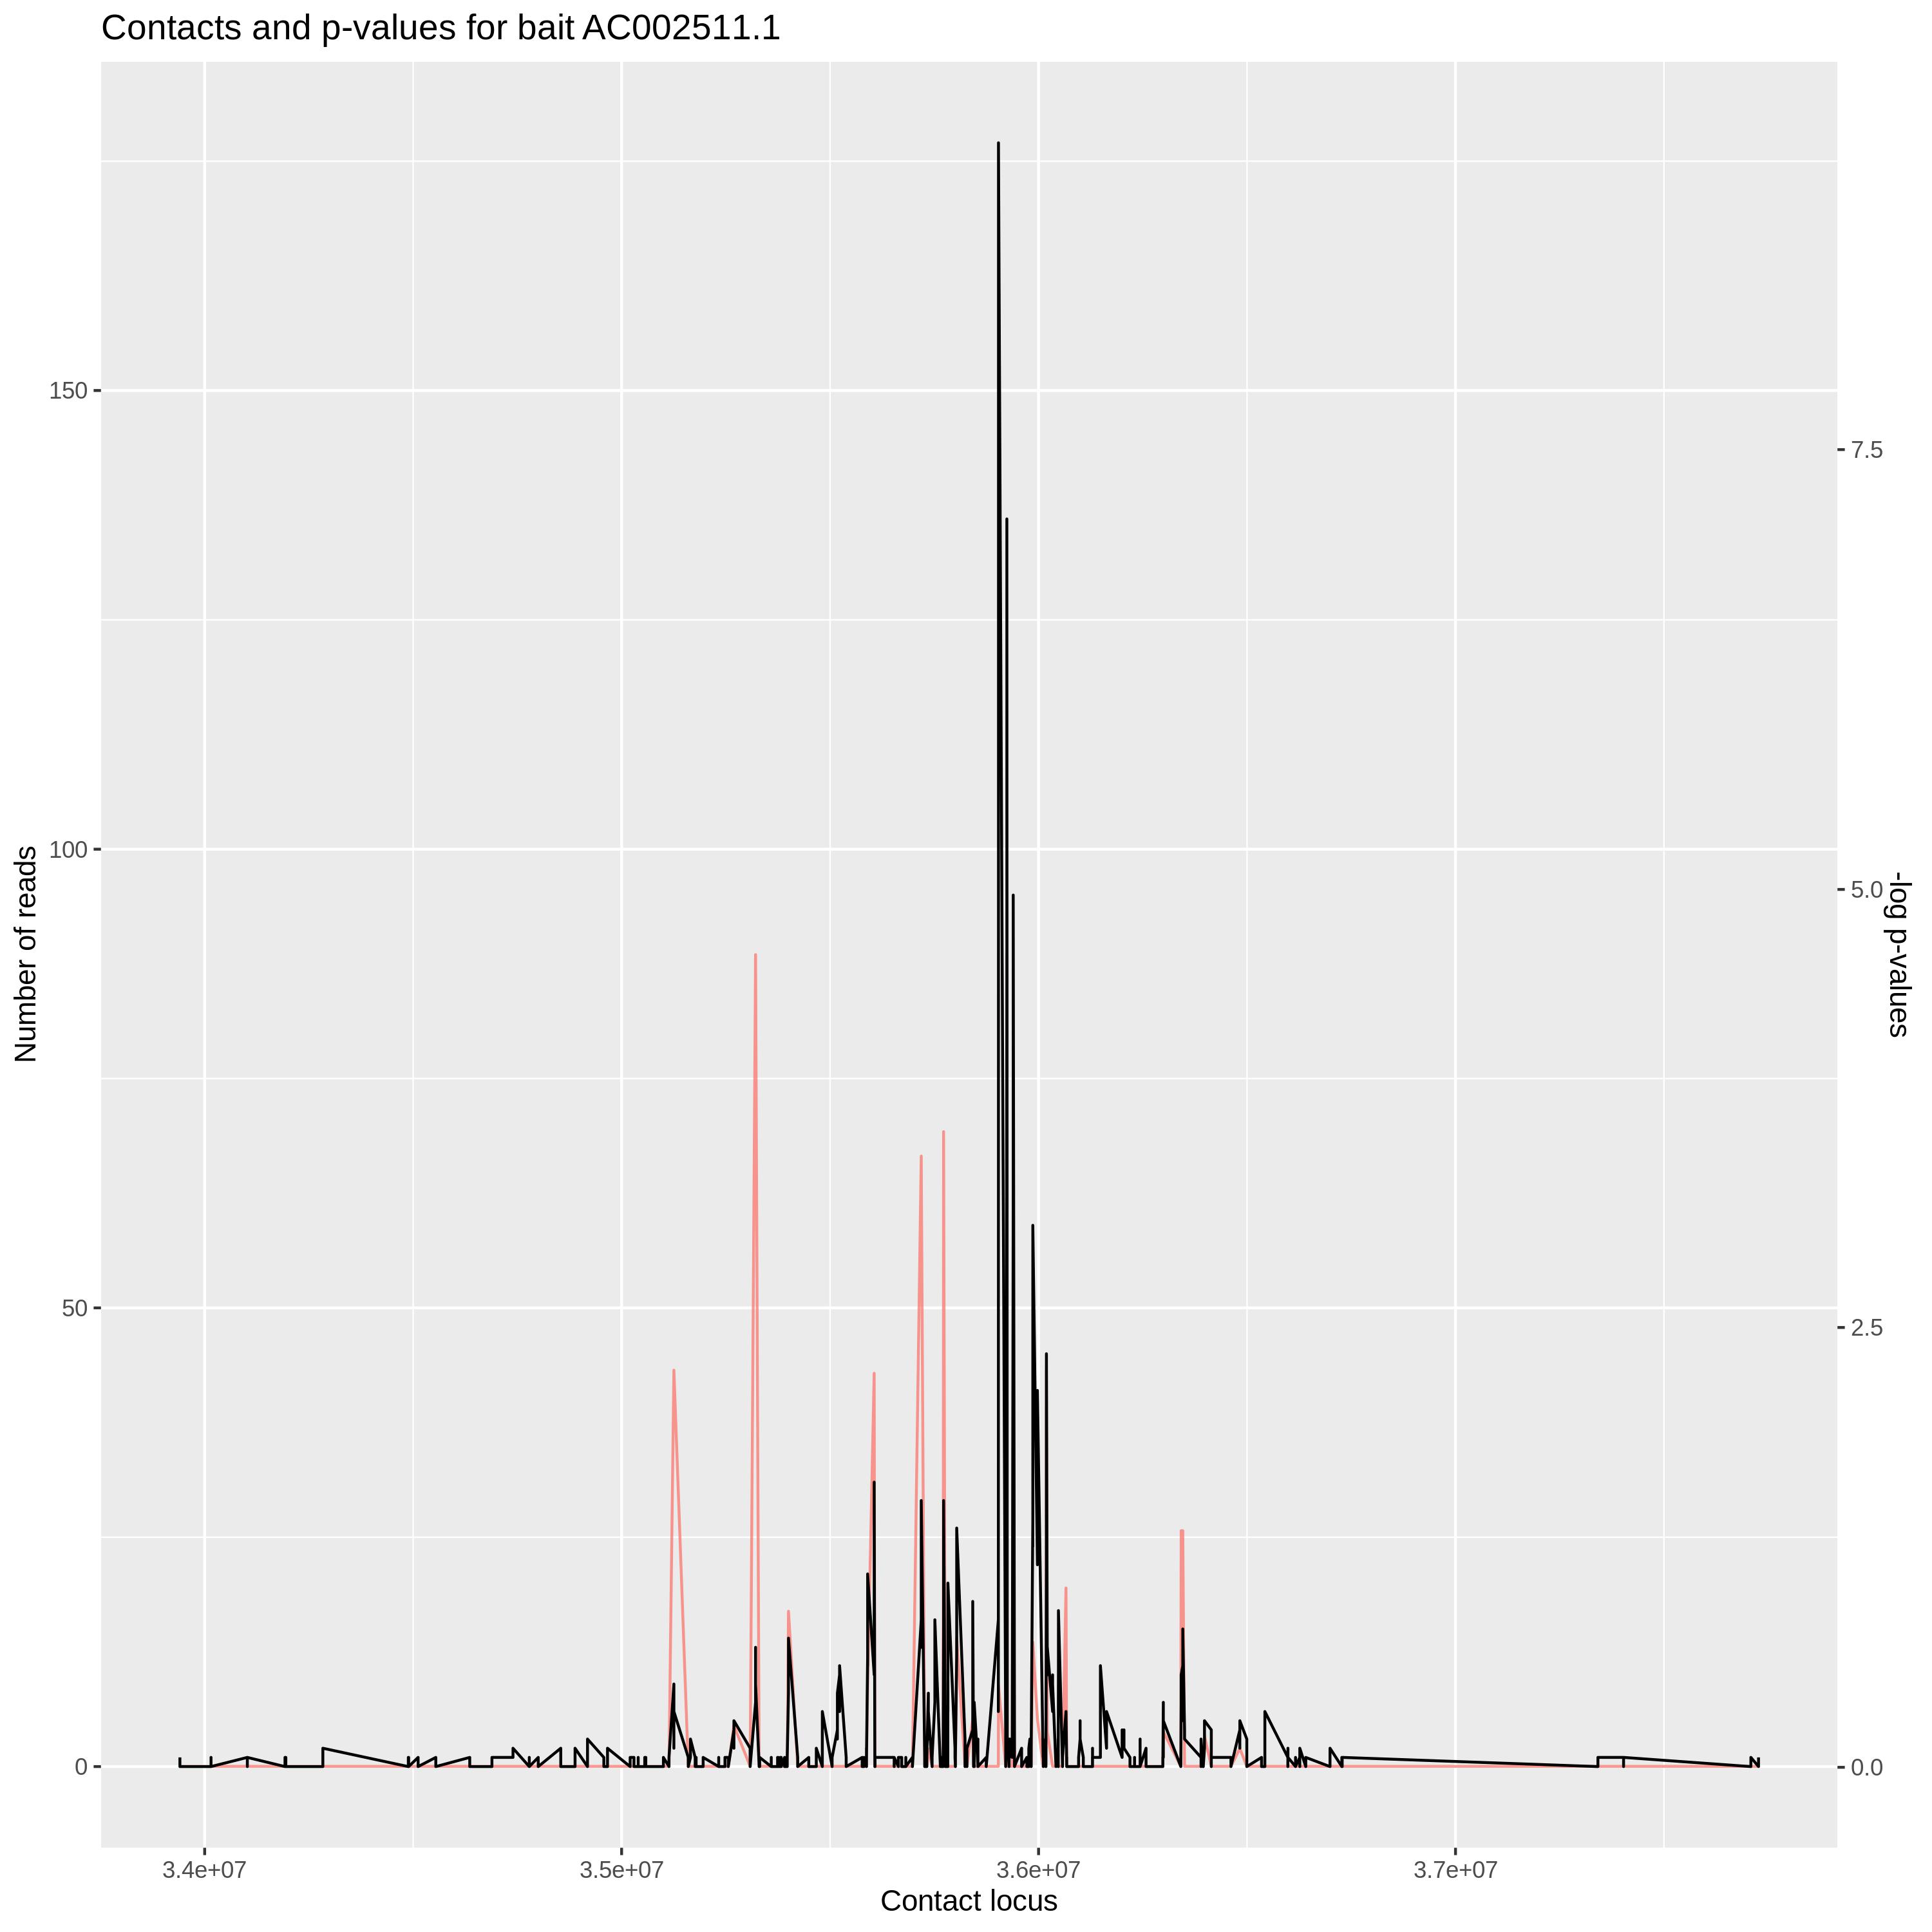 Contacts and p-values for bait AC002511.1
150
100
50
0
Number of reads
7.5
5.0
2.5
0.0
-log p-values
3.4e+07
3.5e+07
3.6e+07
3.7e+07
Contact locus